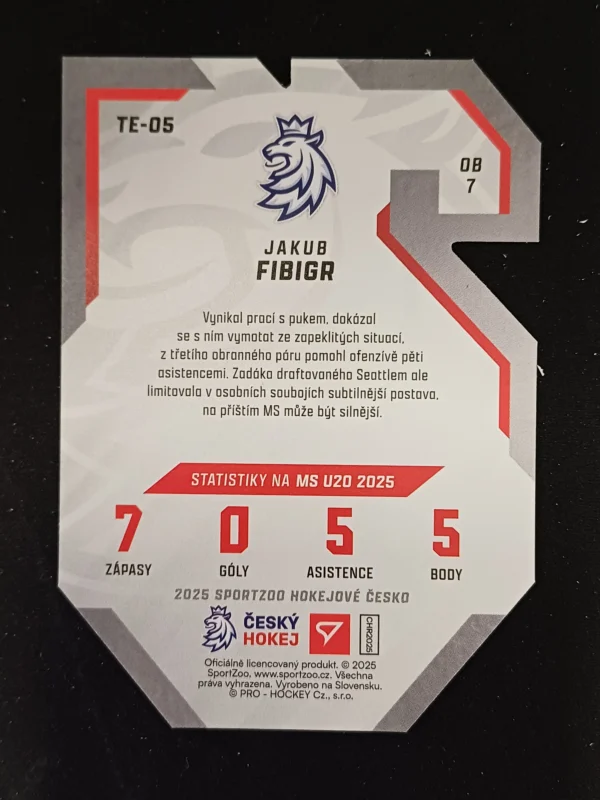 TE-05
OB
7
JAKUB
FIBIGR
Vynikal prací s pukem, dokázal
se s ním vymotat ze zapeklitých situací,
z třetího obranného páru pomohl ofenzivě pěti
asistencemi. Zadáka draftovaného Seattlem ale
limitovala v osobních soubojích subtilnější postava,
na příštím MS může být silnější.
STATISTIKY NA MS U20 2025
7 0 5 5
ZÁPASY GÓLY ASISTENCE BODY
2025 SPORTZOO HOKEJOVÉ ČESKO
ČESKÝ
HOKEJ
CHR2025
Oficiálně licencovaný produkt. © 2025
SportZoo, www.sportzoo.cz. Všechna
práva vyhrazena. Vyrobeno na Slovensku.
© PRO - HOCKEY Cz., s.r.o.